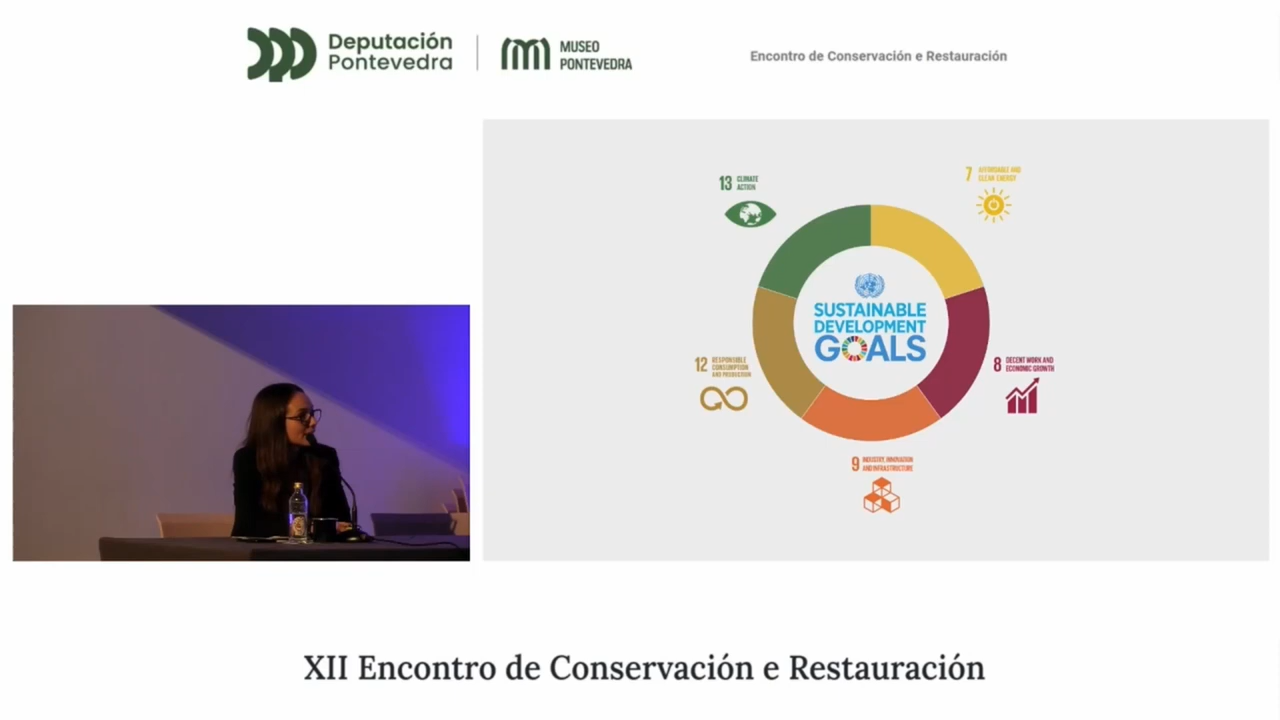 Deputación
Pontevedra
MUSEO
PONTEVEDRA
Encontro de Conservación e Restauración
13 CLIMATE
ACTION
7 AFFORDABLE AND
CLEAN ENERGY
SUSTAINABLE
DEVELOPMENT
GOALS
12 RESPONSIBLE
CONSUMPTION
AND PRODUCTION
8 DECENT WORK AND
ECONOMIC GROWTH
9 INDUSTRY, INNOVATION
AND INFRASTRUCTURE
XII Encontro de Conservación e Restauración